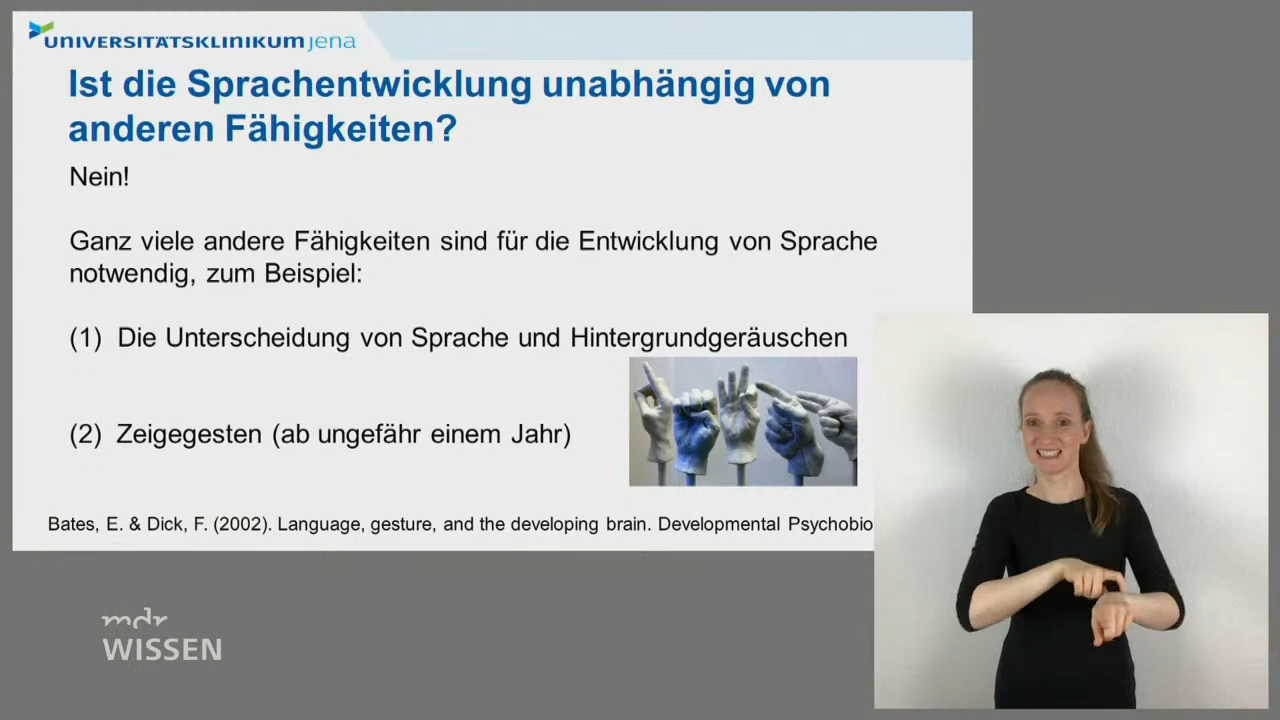 UNIVERSITÄTSKLINIKUM jena
Ist die Sprachentwicklung unabhängig von
anderen Fähigkeiten?
Nein!
Ganz viele andere Fähigkeiten sind für die Entwicklung von Sprache
notwendig, zum Beispiel:
(1) Die Unterscheidung von Sprache und Hintergrundgeräuschen
(2) Zeigegesten (ab ungefähr einem Jahr)
Bates, E. & Dick, F. (2002). Language, gesture, and the developing brain. Developmental Psychobio
mdr
WISSEN